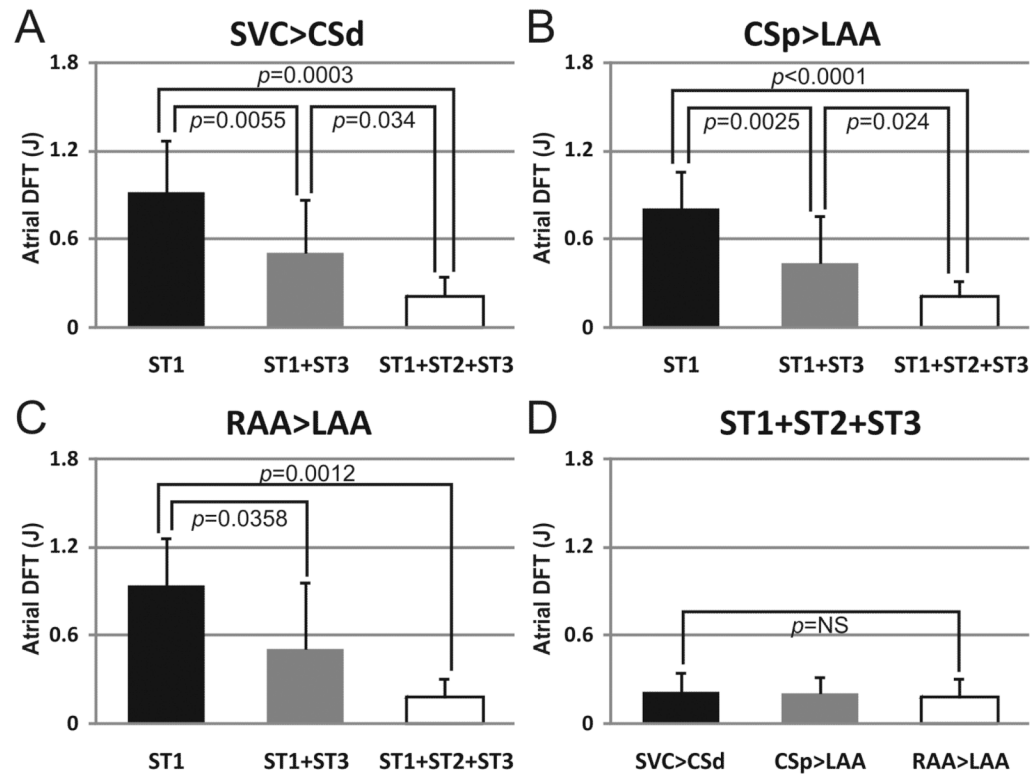 A
SVC>CSd
Atrial DFT (J)
1.8
1.2
0.6
0
p=0.0003
p=0.0055
p=0.034
ST1
ST1+ST3
ST1+ST2+ST3
B
CSp>LAA
Atrial DFT (J)
1.8
1.2
0.6
0
p<0.0001
p=0.0025
p=0.024
ST1
ST1+ST3
ST1+ST2+ST3
C
RAA>LAA
Atrial DFT (J)
1.8
1.2
0.6
0
p=0.0012
p=0.0358
ST1
ST1+ST3
ST1+ST2+ST3
D
ST1+ST2+ST3
Atrial DFT (J)
1.8
1.2
0.6
0
p=NS
SVC>CSd
CSp>LAA
RAA>LAA